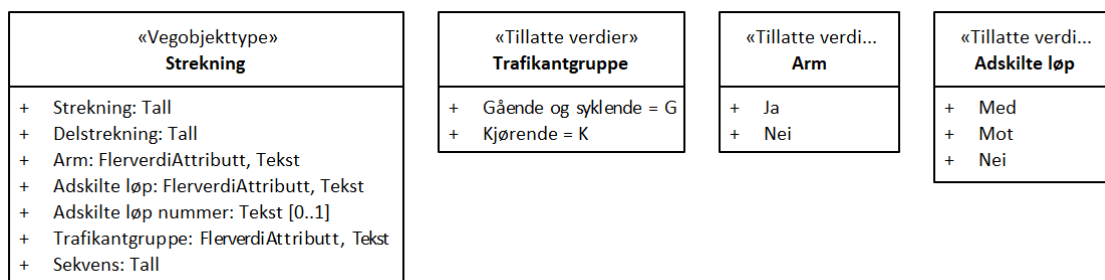 «Vegobjekttype»
Strekning
+ Strekning: Tall
+ Delstrekning: Tall
+ Arm: FlerverdiAttributt, Tekst
+ Adskilte løp: FlerverdiAttributt, Tekst
+ Adskilte løp nummer: Tekst [0..1]
+ Trafikantgruppe: FlerverdiAttributt, Tekst
+ Sekvens: Tall
«Tillatte verdier»
Trafikantgruppe
+ Gående og syklende = G
+ Kjørende = K
«Tillatte verdi...
Arm
+ Ja
+ Nei
«Tillatte verdi...
Adskilte løp
+ Med
+ Mot
+ Nei